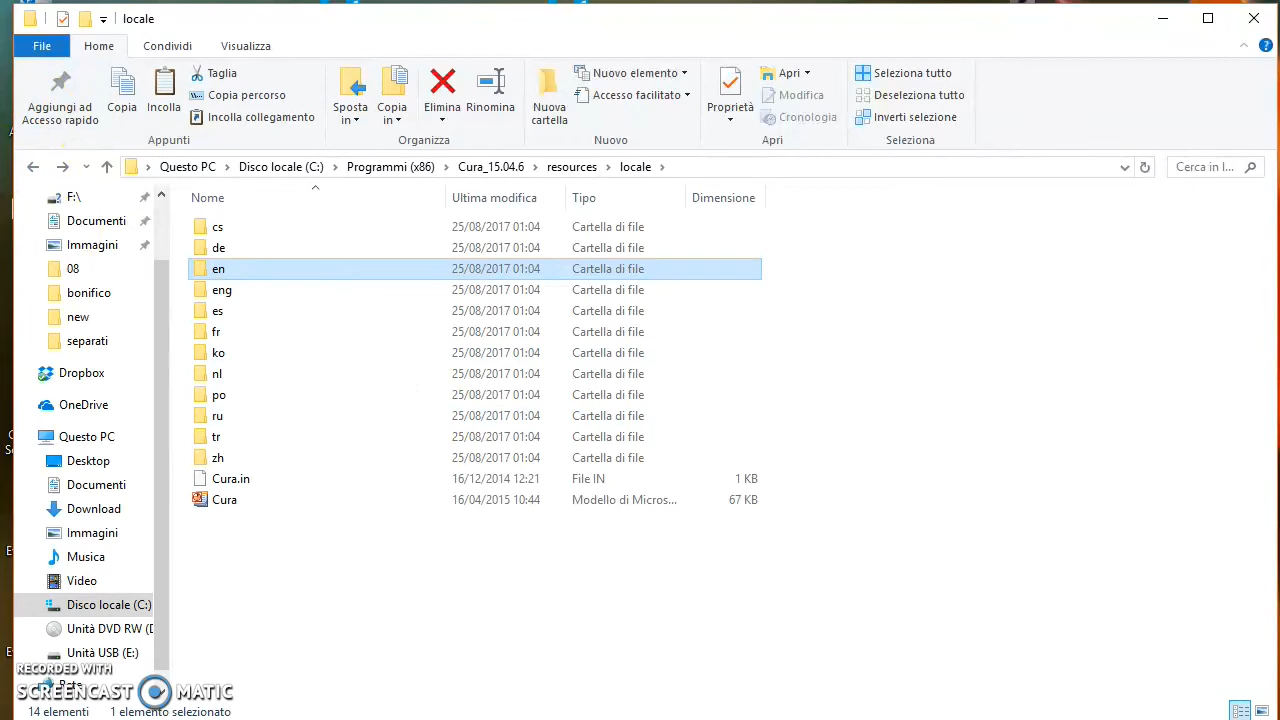 locale
File Home Condividi Visualizza
Aggiungi ad Accesso rapido
Copia
Incolla
Taglia
Copia percorso
Incolla collegamento
Appunti
Sposta in
Copia in
Elimina
Rinomina
Organizza
Nuova cartella
Nuovo elemento
Accesso facilitato
Nuovo
Proprietà
Apri
Modifica
Cronologia
Apri
Seleziona tutto
Deseleziona tutto
Inverti selezione
Seleziona
Questo PC Disco locale (C:) Programmi (x86) Cura_15.04.6 resources locale
Cerca in l...
F:\
Documenti
Immagini
08
bonifico
new
separati
Dropbox
OneDrive
Questo PC
Desktop
Documenti
Download
Immagini
Musica
Video
Disco locale (C:)
Unità DVD RW (D
Unità USB (E:)
Nome Ultima modifica Tipo Dimensione
cs 25/08/2017 01:04 Cartella di file
de 25/08/2017 01:04 Cartella di file
en 25/08/2017 01:04 Cartella di file
eng 25/08/2017 01:04 Cartella di file
es 25/08/2017 01:04 Cartella di file
fr 25/08/2017 01:04 Cartella di file
ko 25/08/2017 01:04 Cartella di file
nl 25/08/2017 01:04 Cartella di file
po 25/08/2017 01:04 Cartella di file
ru 25/08/2017 01:04 Cartella di file
tr 25/08/2017 01:04 Cartella di file
zh 25/08/2017 01:04 Cartella di file
Cura.in 16/12/2014 12:21 File IN 1 KB
Cura 16/04/2015 10:44 Modello di Micros... 67 KB
RECORDED WITH
SCREENCAST MATIC
14 elementi 1 elemento selezionato